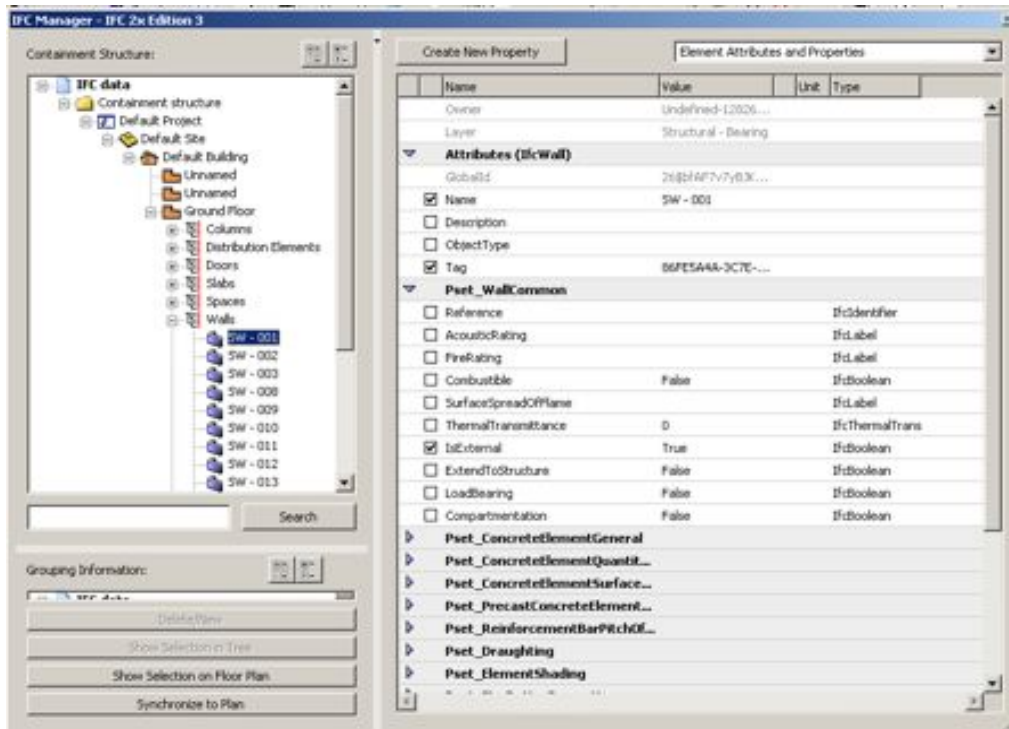 IFC Manager - IFC 2x Edition 3
Containment Structure:
IFC data
Containment structure
Default Project
Default Site
Default Building
Unnamed
Unnamed
Ground Floor
Columns
Distribution Elements
Doors
Slabs
Spaces
Walls
SW - 001
SW - 002
SW - 003
SW - 008
SW - 009
SW - 010
SW - 011
SW - 012
SW - 013
Search
Grouping Information:
IFC data
Delete/New
Show Selection in Tree
Show Selection on Floor Plan
Synchronize to Plan
Create New Property
Element Attributes and Properties
Name Value Unit Type
Owner
Layer Structural - Bearing
Attributes (IfcWall)
GlobalId
Name SW - 001
Description
ObjectType
Tag
Pset_WallCommon
Reference IfcIdentifier
AcousticRating IfcLabel
FireRating IfcLabel
Combustible False IfcBoolean
SurfaceSpreadOfFlame IfcLabel
ThermalTransmittance 0 IfcThermalTrans
IsExternal True IfcBoolean
ExtendToStructure False IfcBoolean
LoadBearing False IfcBoolean
Compartmentation False IfcBoolean
Pset_ConcreteElementGeneral
Pset_ConcreteElementQuantit...
Pset_ConcreteElementSurface...
Pset_PrecastConcreteElement...
Pset_ReinforcementBarPitchOf...
Pset_Draughting
Pset_ElementShading